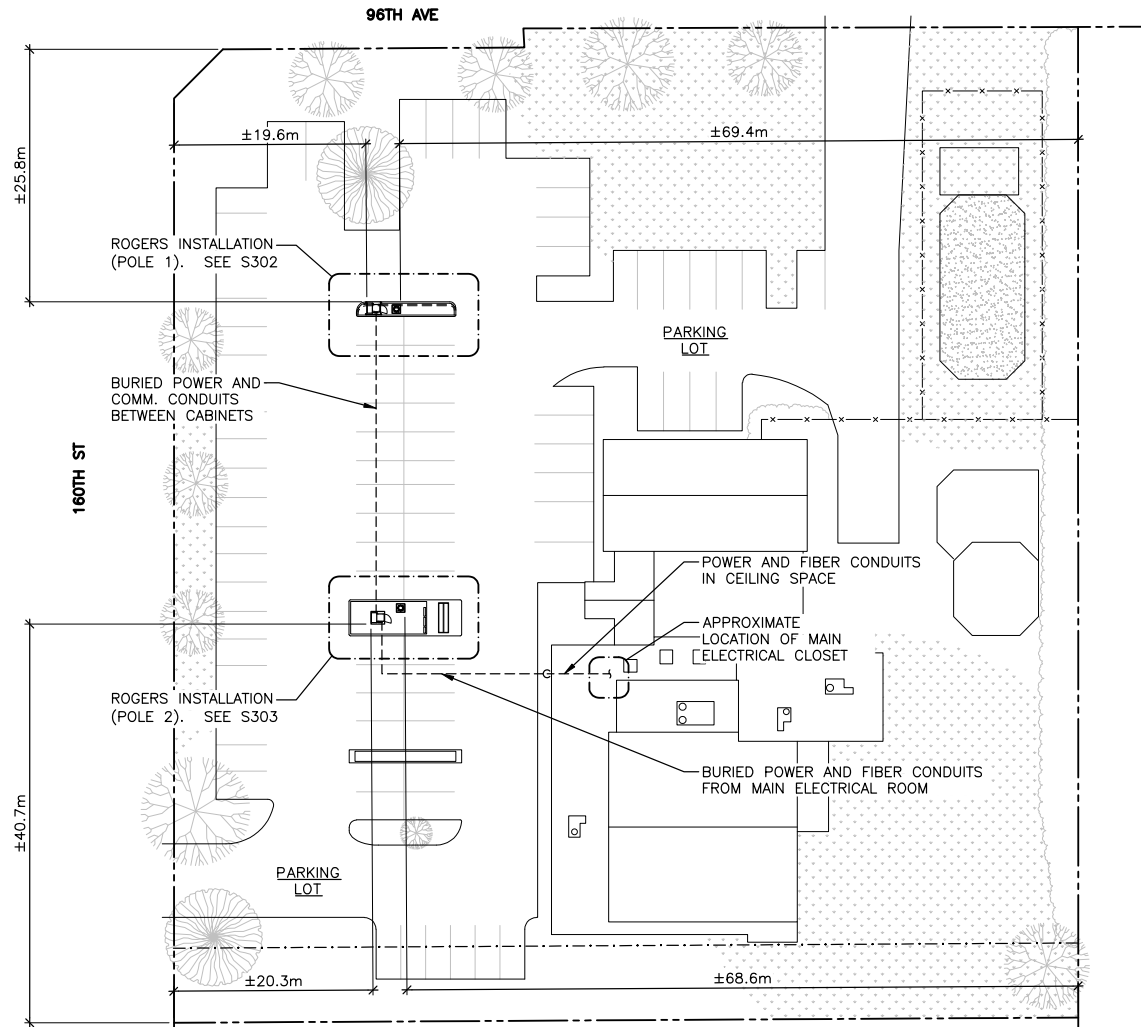 96TH AVE
±19.6m
±69.4m
±25.8m
ROGERS INSTALLATION
(POLE 1). SEE S302
PARKING
LOT
BURIED POWER AND
COMM. CONDUITS
BETWEEN CABINETS
160TH ST
POWER AND FIBER CONDUITS
IN CEILING SPACE
APPROXIMATE
LOCATION OF MAIN
ELECTRICAL CLOSET
ROGERS INSTALLATION
(POLE 2). SEE S303
BURIED POWER AND FIBER CONDUITS
FROM MAIN ELECTRICAL ROOM
±40.7m
PARKING
LOT
±20.3m
±68.6m